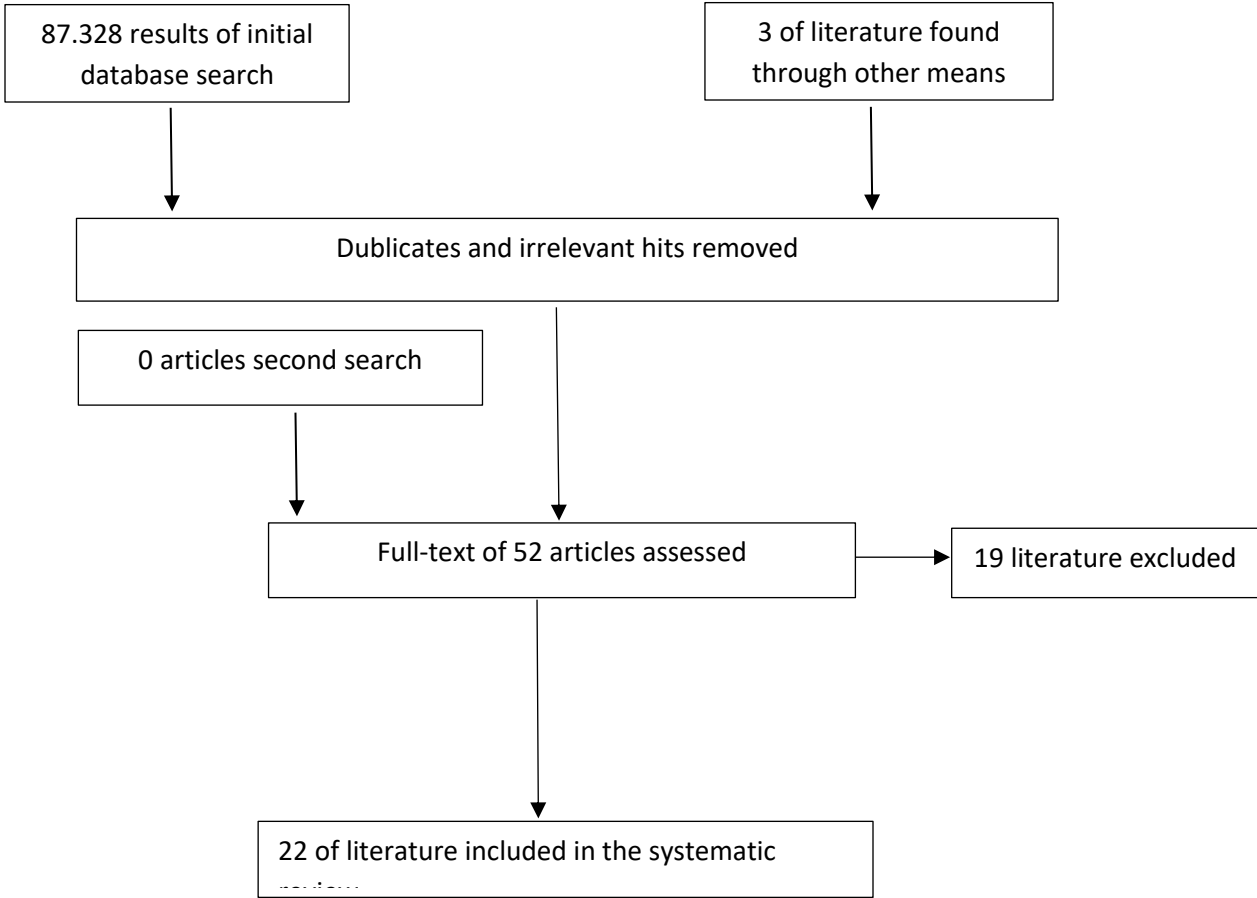 87.328 results of initial
database search
3 of literature found
through other means
Dublicates and irrelevant hits removed
0 articles second search
Full-text of 52 articles assessed
19 literature excluded
22 of literature included in the systematic